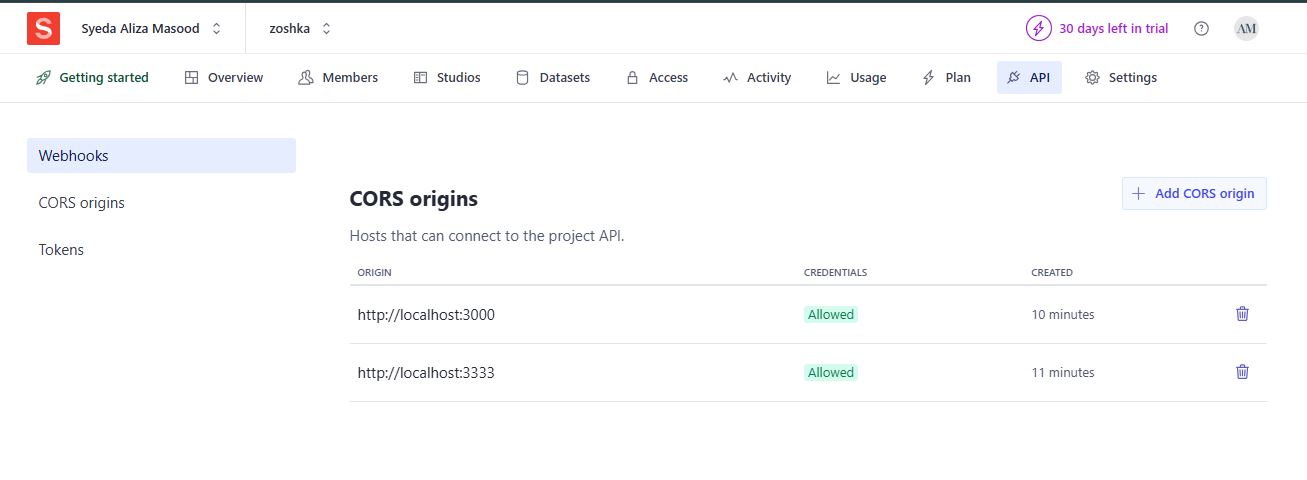 S Syeda Aliza Masood zoshka 30 days left in trial AM
Getting started Overview Members Studios Datasets Access Activity Usage Plan API Settings
Webhooks
CORS origins
Tokens
CORS origins
Add CORS origin
Hosts that can connect to the project API.
ORIGIN CREDENTIALS CREATED
http://localhost:3000 Allowed 10 minutes
http://localhost:3333 Allowed 11 minutes